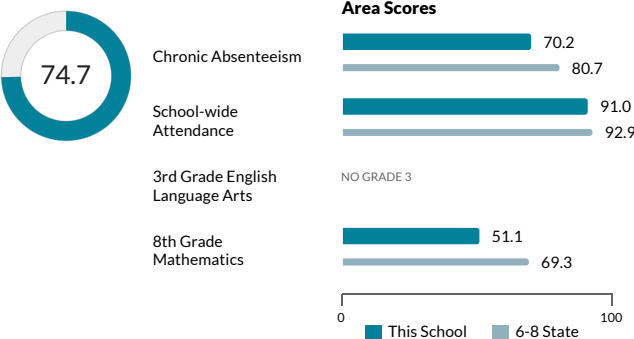 Area Scores
74.7
Chronic Absenteeism
70.2
80.7
School-wide
Attendance
91.0
92.9
3rd Grade English
Language Arts
NO GRADE 3
8th Grade
Mathematics
51.1
69.3
0
100
This School
6-8 State